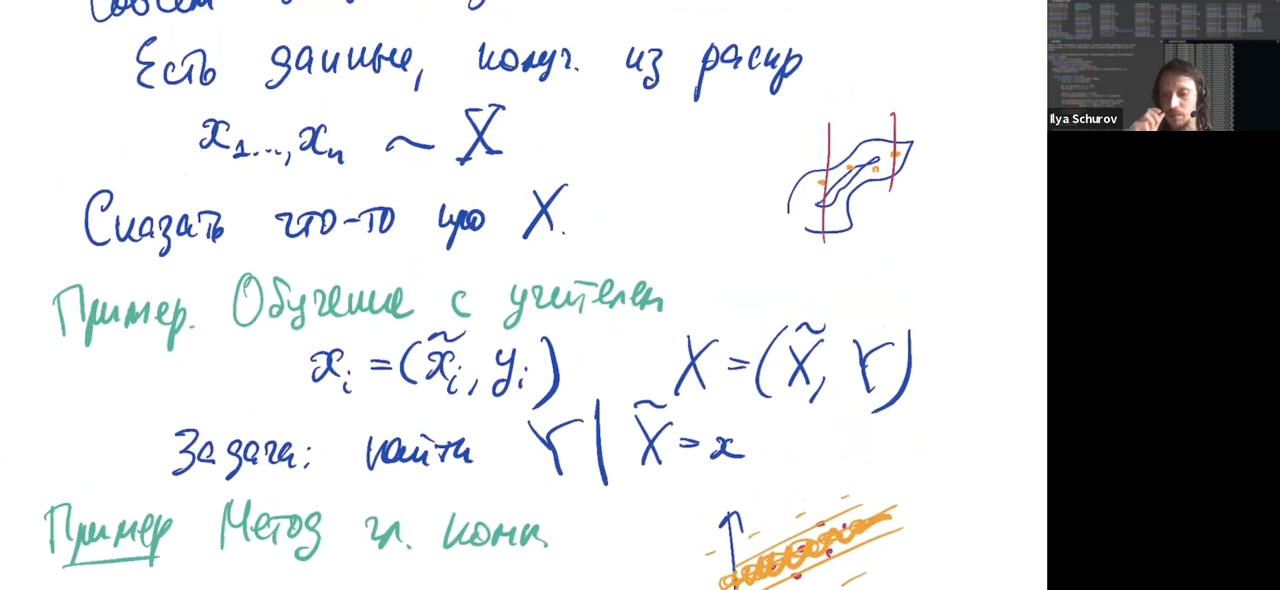 Есть данные, получ. из распр
x₁...,xₙ ~ X
Сказать что-то про X.
Пример. Обучение с учителем
xᵢ = (x̃ᵢ, yᵢ) X = (X̃, Y)
Задача: найти Y | X̃ = x
Пример Метод гл. комп.
Ilya Schurov